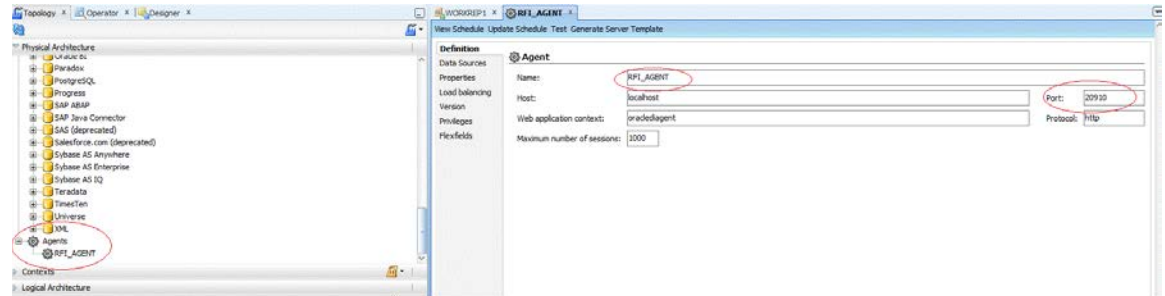 Topology
Operator
Designer
Physical Architecture
Oracle BI
Paradox
PostgreSQL
Progress
SAP ABAP
SAP Java Connector
SAS (deprecated)
Salesforce.com (deprecated)
Sybase AS Anywhere
Sybase AS Enterprise
Sybase AS IQ
Teradata
TimesTen
Universe
XML
Agents
RFI_AGENT
Contexts
Logical Architecture
WORKREP1
RFI_AGENT
View Schedule Update Schedule Test Generate Server Template
Definition
Data Sources
Properties
Load balancing
Version
Privileges
Flexfields
Agent
Name: RFI_AGENT
Host: localhost Port: 20910
Web application context: oraclediagent Protocol: http
Maximum number of sessions: 1000